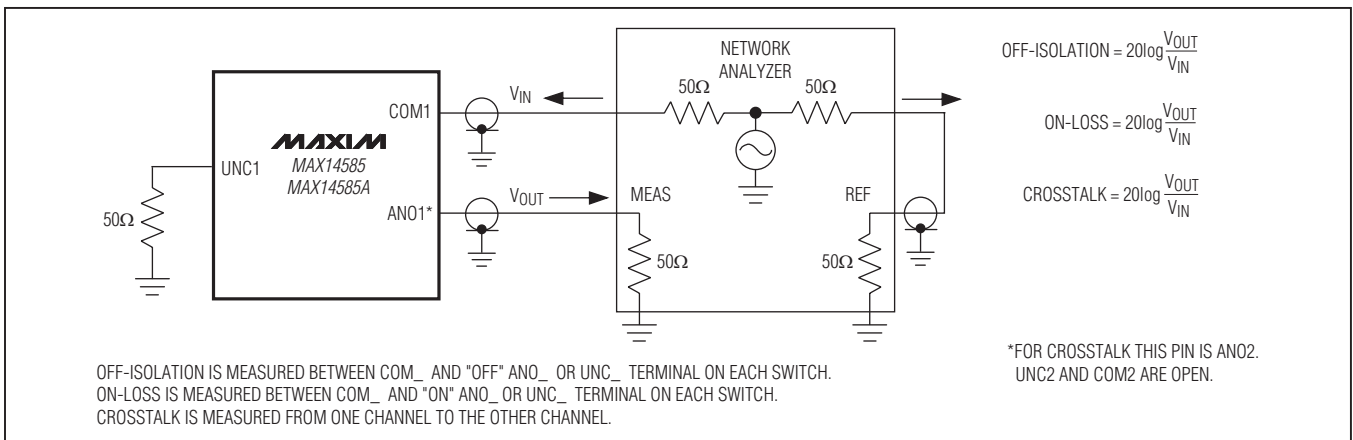 NETWORK
ANALYZER
50Ω
50Ω
COM1
VIN
MAXIM
MAX14585
MAX14585A
UNC1
50Ω
ANO1*
VOUT
MEAS
REF
50Ω
50Ω
OFF-ISOLATION = 20log VOUT/VIN
ON-LOSS = 20log VOUT/VIN
CROSSTALK = 20log VOUT/VIN
*FOR CROSSTALK THIS PIN IS ANO2.
UNC2 AND COM2 ARE OPEN.
OFF-ISOLATION IS MEASURED BETWEEN COM_ AND "OFF" ANO_ OR UNC_ TERMINAL ON EACH SWITCH.
ON-LOSS IS MEASURED BETWEEN COM_ AND "ON" ANO_ OR UNC_ TERMINAL ON EACH SWITCH.
CROSSTALK IS MEASURED FROM ONE CHANNEL TO THE OTHER CHANNEL.